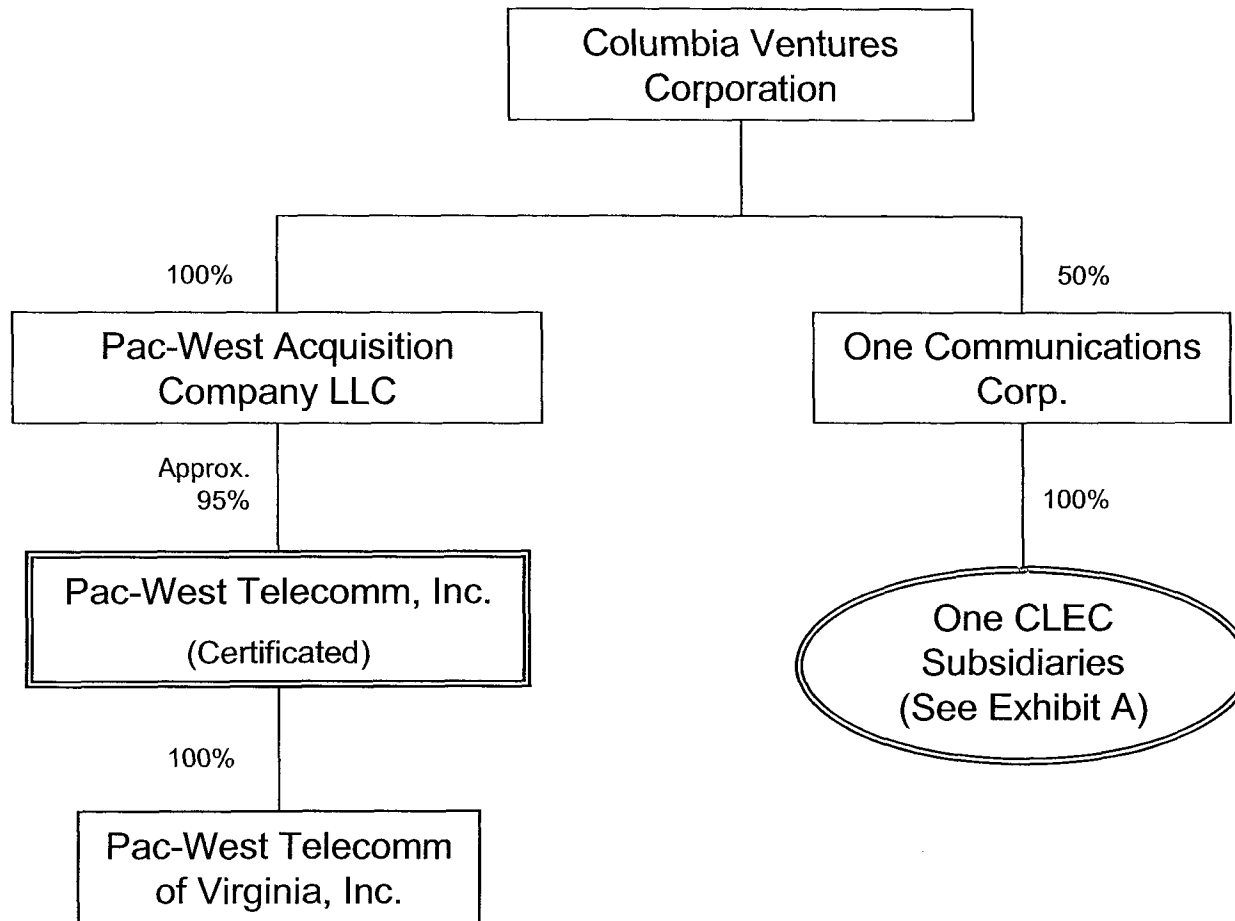 Columbia Ventures
Corporation
100%
50%
Pac-West Acquisition
Company LLC
One Communications
Corp.
Approx.
95%
100%
Pac-West Telecomm, Inc.
(Certificated)
One CLEC
Subsidiaries
(See Exhibit A)
100%
Pac-West Telecomm
of Virginia, Inc.